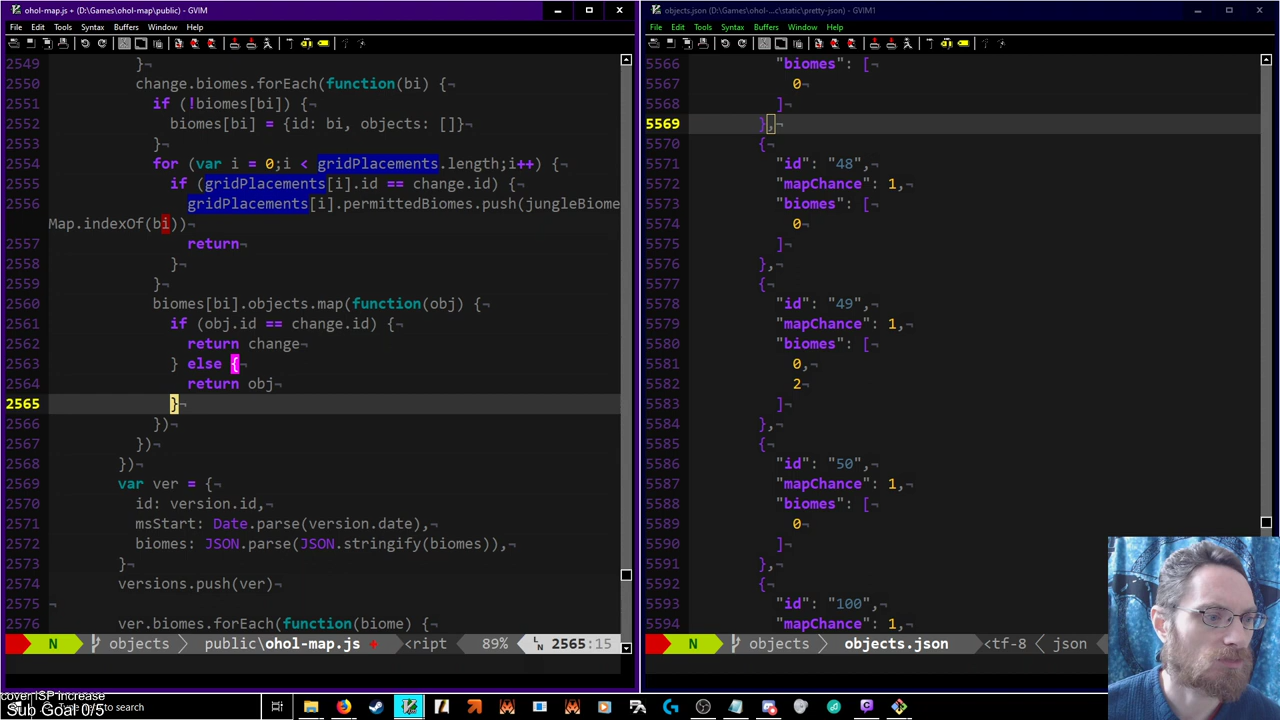 ohol-map.js + (D:\Games\ohol-map\public) - GVIM
File Edit Tools Syntax Buffers Window Help
2549 }
2550 change.biomes.forEach(function(bi) {¬
2551 if (!biomes[bi]) {¬
2552 biomes[bi] = {id: bi, objects: []}¬
2553 }¬
2554 for (var i = 0;i < gridPlacements.length;i++) {¬
2555 if (gridPlacements[i].id == change.id) {¬
2556 gridPlacements[i].permittedBiomes.push(jungleBiome
Map.indexOf(bi))¬
2557 return¬
2558 }¬
2559 }¬
2560 biomes[bi].objects.map(function(obj) {¬
2561 if (obj.id == change.id) {¬
2562 return change¬
2563 } else {¬
2564 return obj¬
2565 }¬
2566 })¬
2567 })¬
2568 })¬
2569 var ver = {¬
2570 id: version.id,¬
2571 msStart: Date.parse(version.date),¬
2572 biomes: JSON.parse(JSON.stringify(biomes)),¬
2573 }¬
2574 versions.push(ver)¬
2575 ¬
2576 ver.biomes.forEach(function(biome) {¬
N objects public\ohol-map.js + <ript 89% 2565:15
objects.json (D:\Games\ohol-...c\static\pretty-json) - GVIM1
File Edit Tools Syntax Buffers Window Help
5566 "biomes": [¬
5567 0¬
5568 ]¬
5569 },¬
5570 {¬
5571 "id": "48",¬
5572 "mapChance": 1,¬
5573 "biomes": [¬
5574 0¬
5575 ]¬
5576 },¬
5577 {¬
5578 "id": "49",¬
5579 "mapChance": 1,¬
5580 "biomes": [¬
5581 0,¬
5582 2¬
5583 ]¬
5584 },¬
5585 {¬
5586 "id": "50",¬
5587 "mapChance": 1,¬
5588 "biomes": [¬
5589 0¬
5590 ]¬
5591 },¬
5592 {¬
5593 "id": "100",¬
5594 "mapChance": 1,¬
N objects objects.json <tf-8 json
cover ISP increase
Sub Goal 0/5
here to search